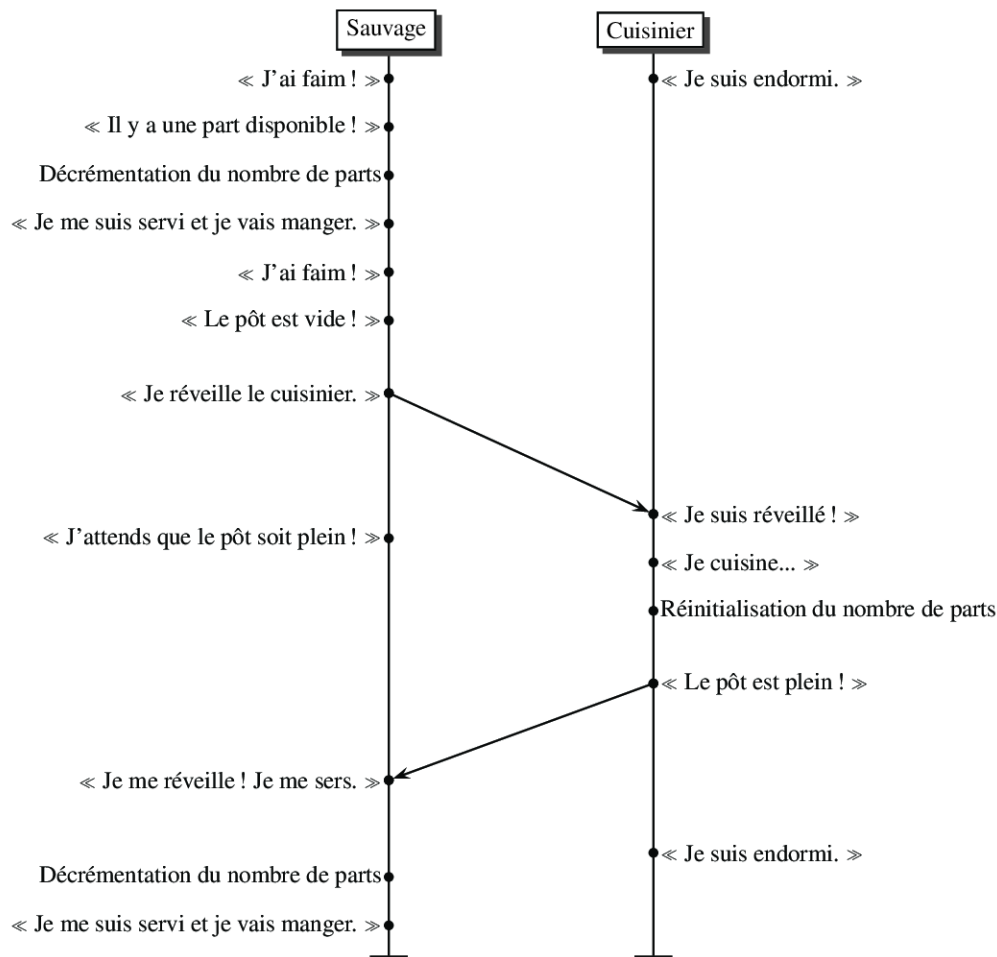 Sauvage
Cuisinier
≪ J'ai faim ! ≫
≪ Je suis endormi. ≫
≪ Il y a une part disponible ! ≫
Décrémentation du nombre de parts
≪ Je me suis servi et je vais manger. ≫
≪ J'ai faim ! ≫
≪ Le pôt est vide ! ≫
≪ Je réveille le cuisinier. ≫
≪ Je suis réveillé ! ≫
≪ J'attends que le pôt soit plein ! ≫
≪ Je cuisine... ≫
Réinitialisation du nombre de parts
≪ Le pôt est plein ! ≫
≪ Je me réveille ! Je me sers. ≫
≪ Je suis endormi. ≫
Décrémentation du nombre de parts
≪ Je me suis servi et je vais manger. ≫